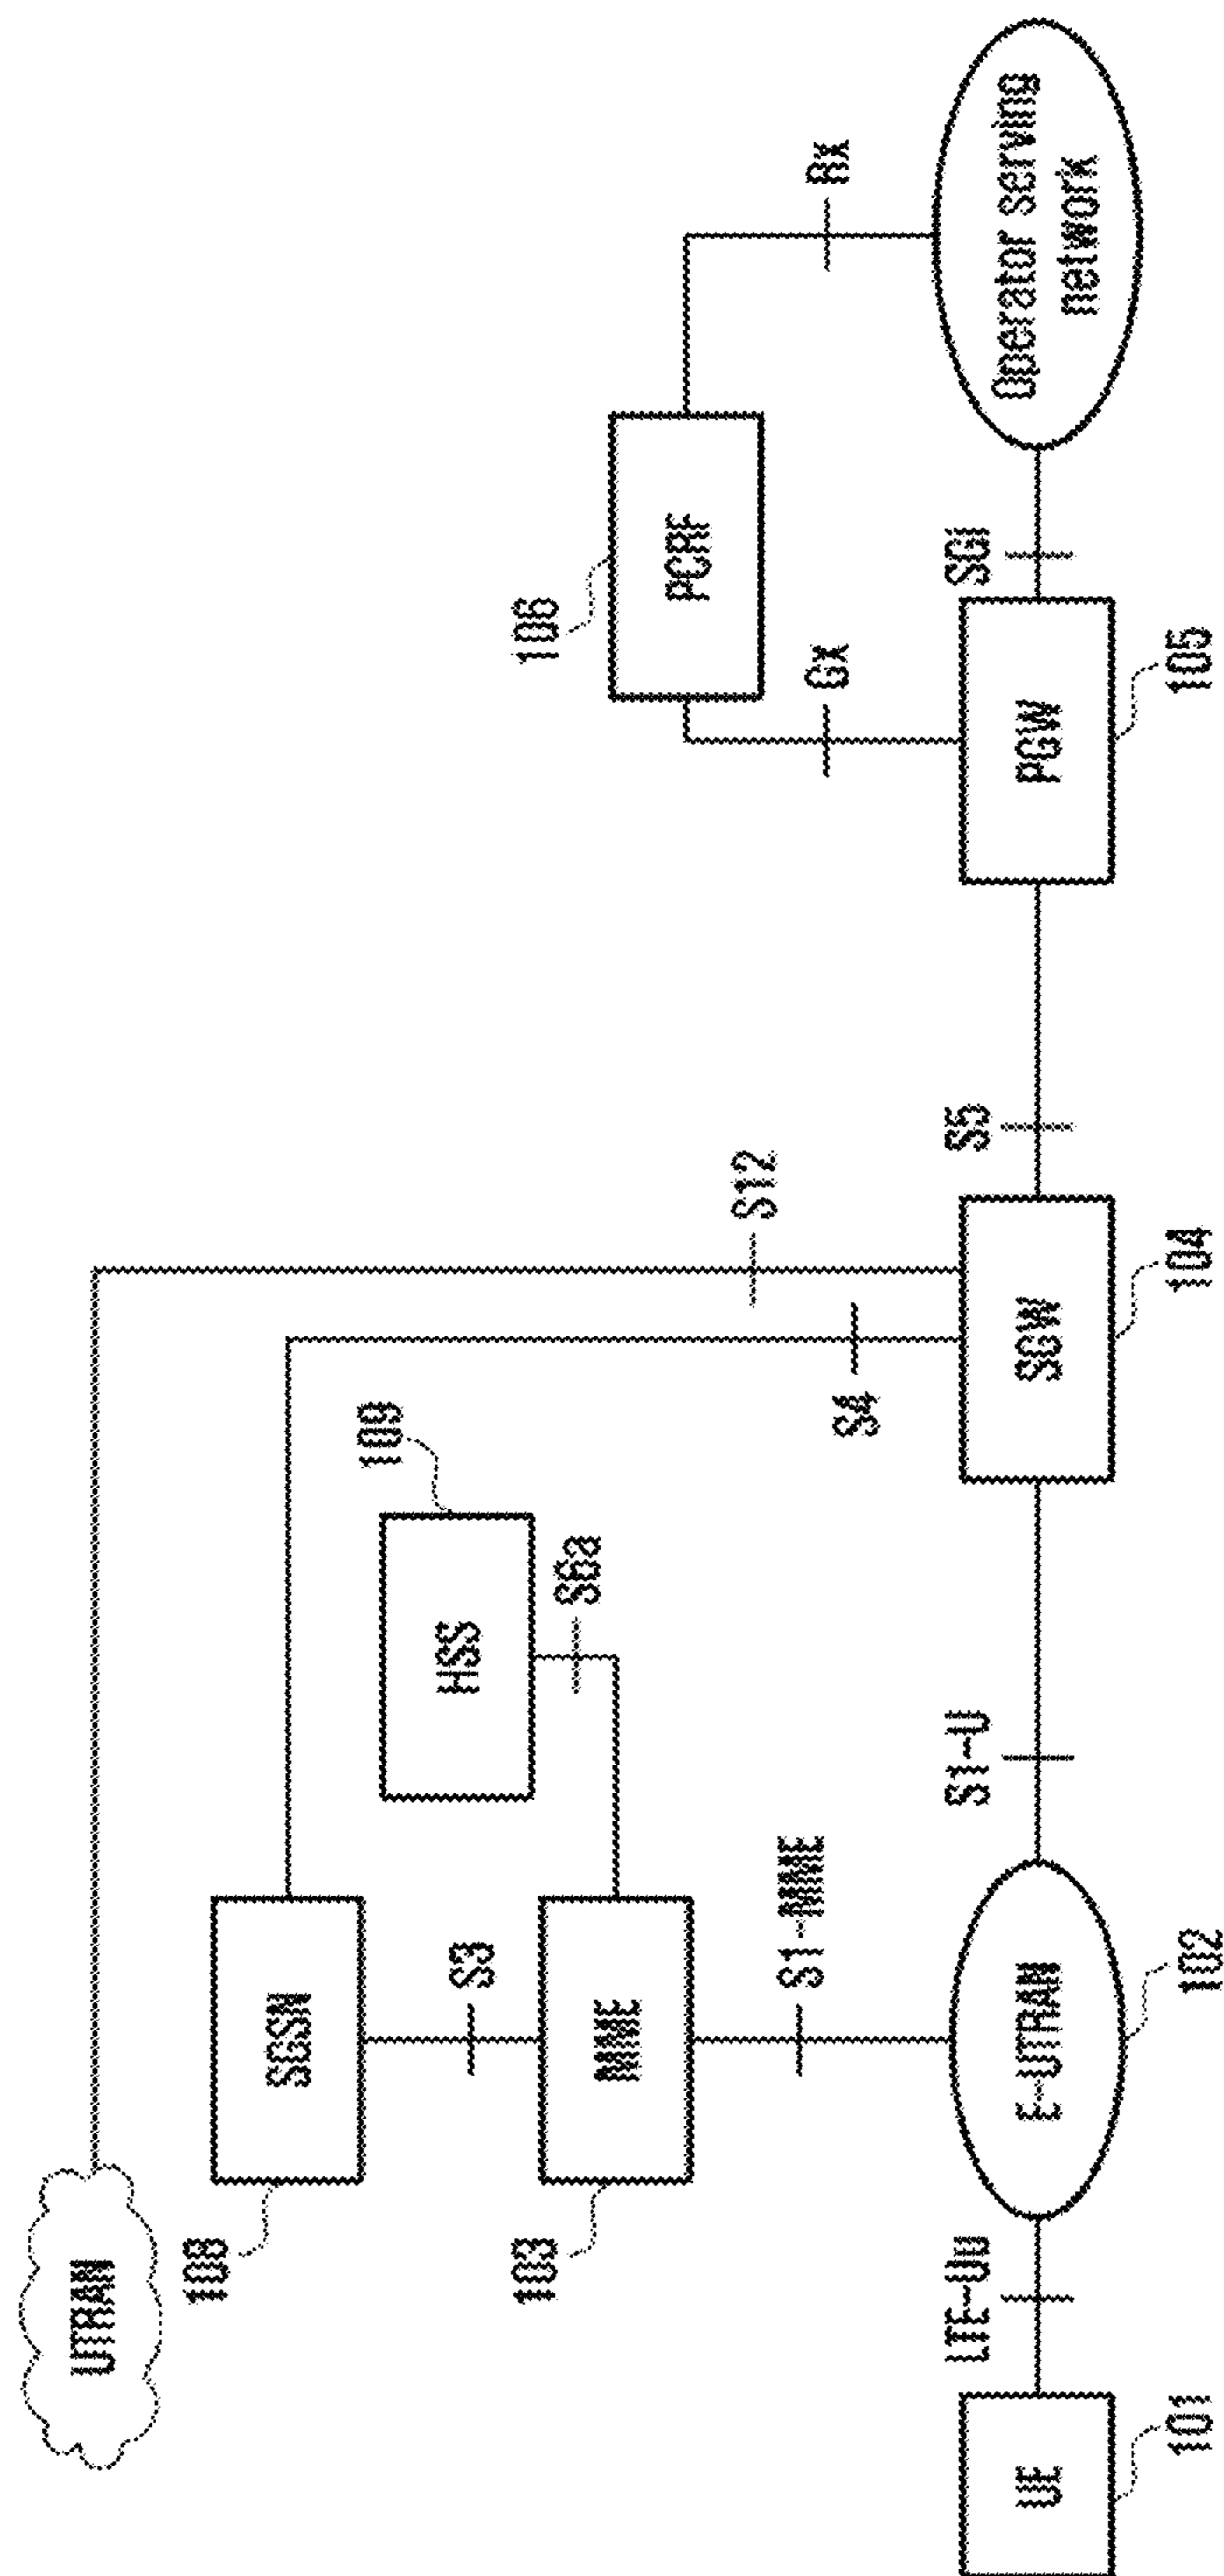 UTRAN
SGSN
108
HSS
109
S3
S6a
S12
MME
103
PCRF
106
S1-MME
S4
Gx
Rx
LTE-Uu
S1-U
S5
SGi
UE
101
E-UTRAN
102
SGW
104
PGW
105
Operator serving
network